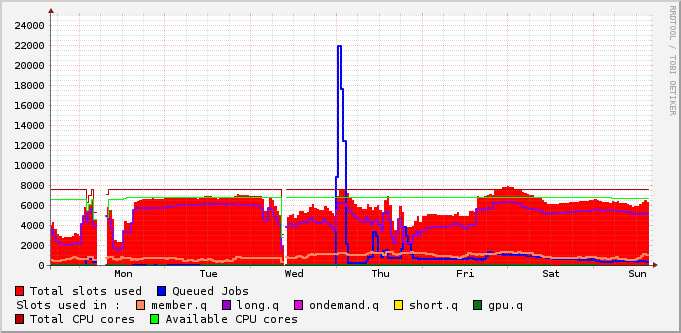 RRDTOOL / TOBI OETIKER
24000
22000
20000
18000
16000
14000
12000
10000
8000
6000
4000
2000
0
Mon Tue Wed Thu Fri Sat Sun
Total slots used Queued Jobs
Slots used in : member.q long.q ondemand.q short.q gpu.q
Total CPU cores Available CPU cores